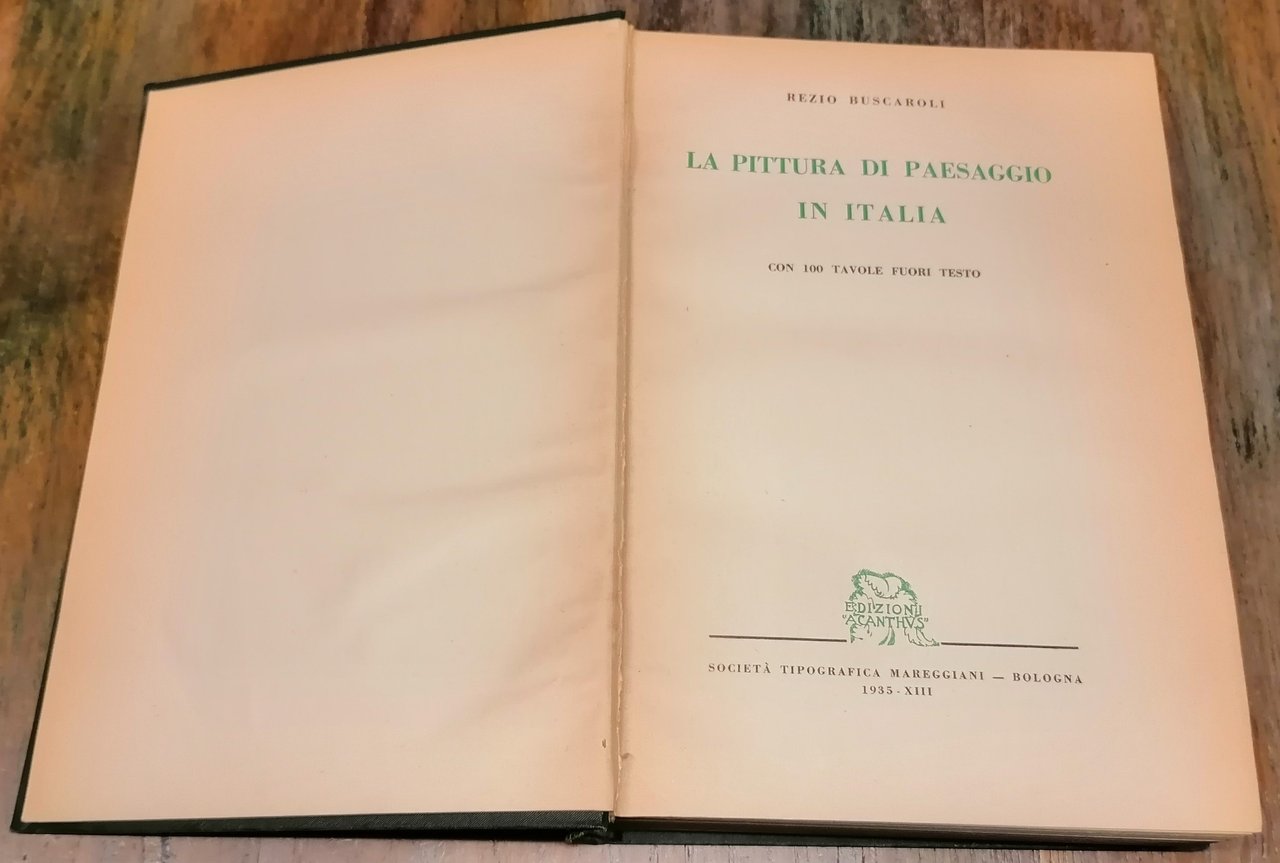 REZIO BUSCAROLI
LA PITTURA DI PAESAGGIO
IN ITALIA
CON 100 TAVOLE FUORI TESTO
EDIZIONI
"ACANTHVS"
SOCIETÀ TIPOGRAFICA MAREGGIANI — BOLOGNA
1935 - XIII